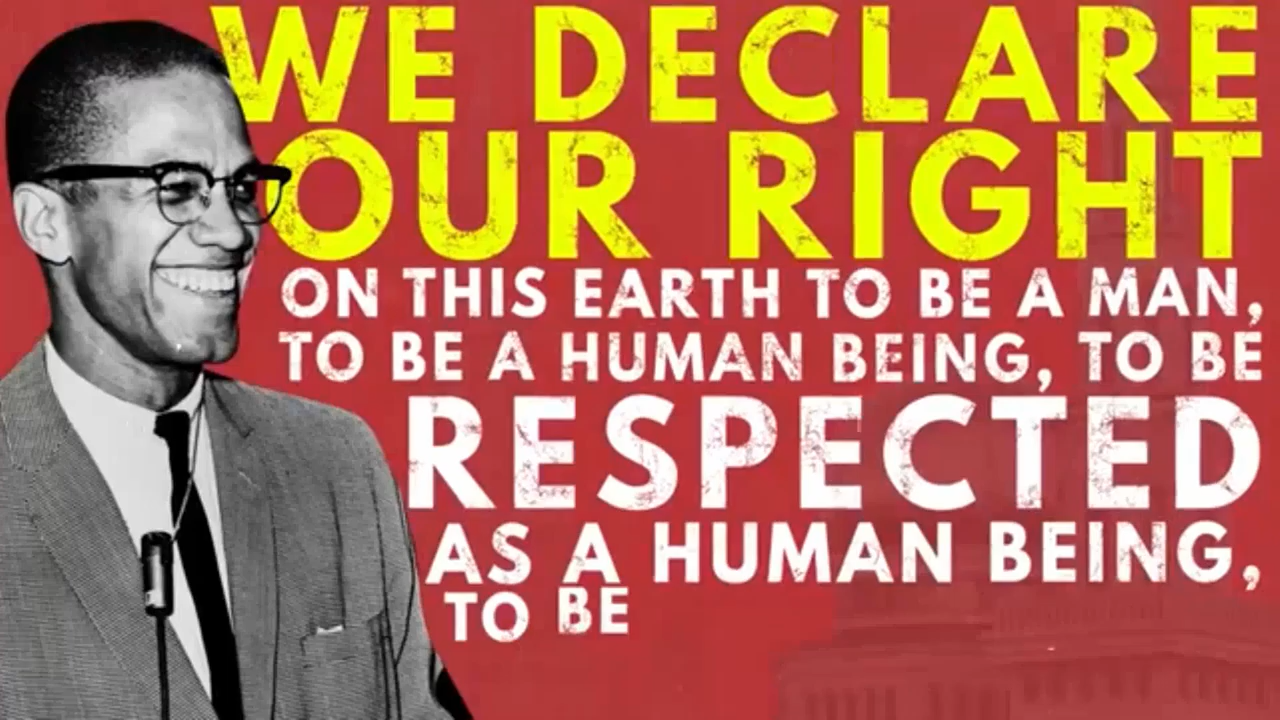 WE DECLARE
OUR RIGHT
ON THIS EARTH TO BE A MAN,
TO BE A HUMAN BEING, TO BE
RESPECTED
AS A HUMAN BEING,
TO BE